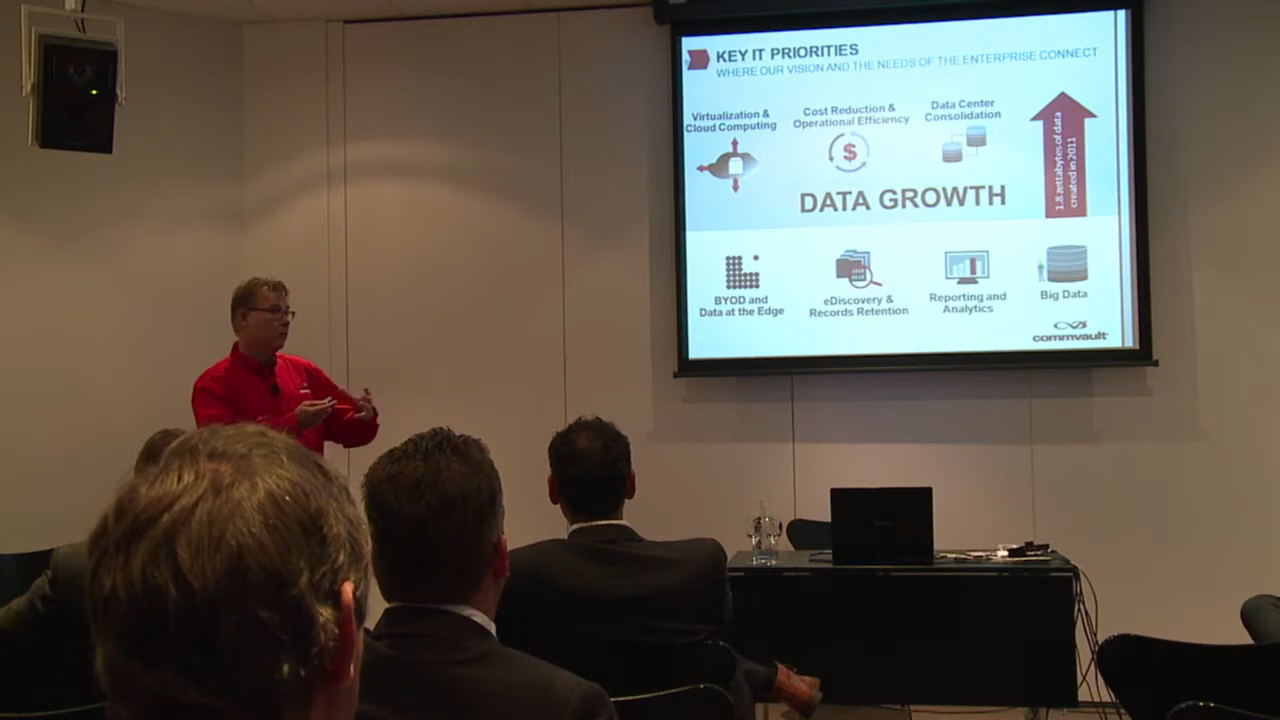 KEY IT PRIORITIES
WHERE OUR VISION AND THE NEEDS OF THE ENTERPRISE CONNECT
Virtualization &
Cloud Computing
Cost Reduction &
Operational Efficiency
Data Center
Consolidation
1.8 zettabytes of data
created in 2011
$
DATA GROWTH
BYOD and
Data at the Edge
eDiscovery &
Records Retention
Reporting and
Analytics
Big Data
commvault